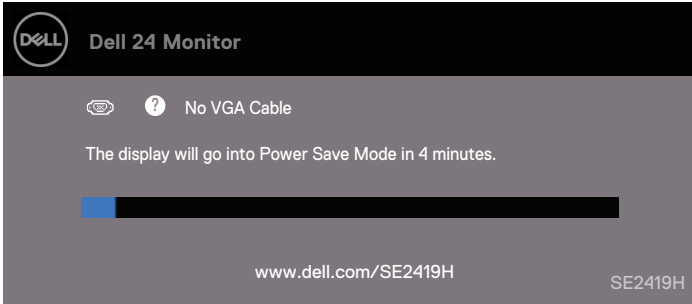 DELL
Dell 24 Monitor
? No VGA Cable
The display will go into Power Save Mode in 4 minutes.
www.dell.com/SE2419H
SE2419H